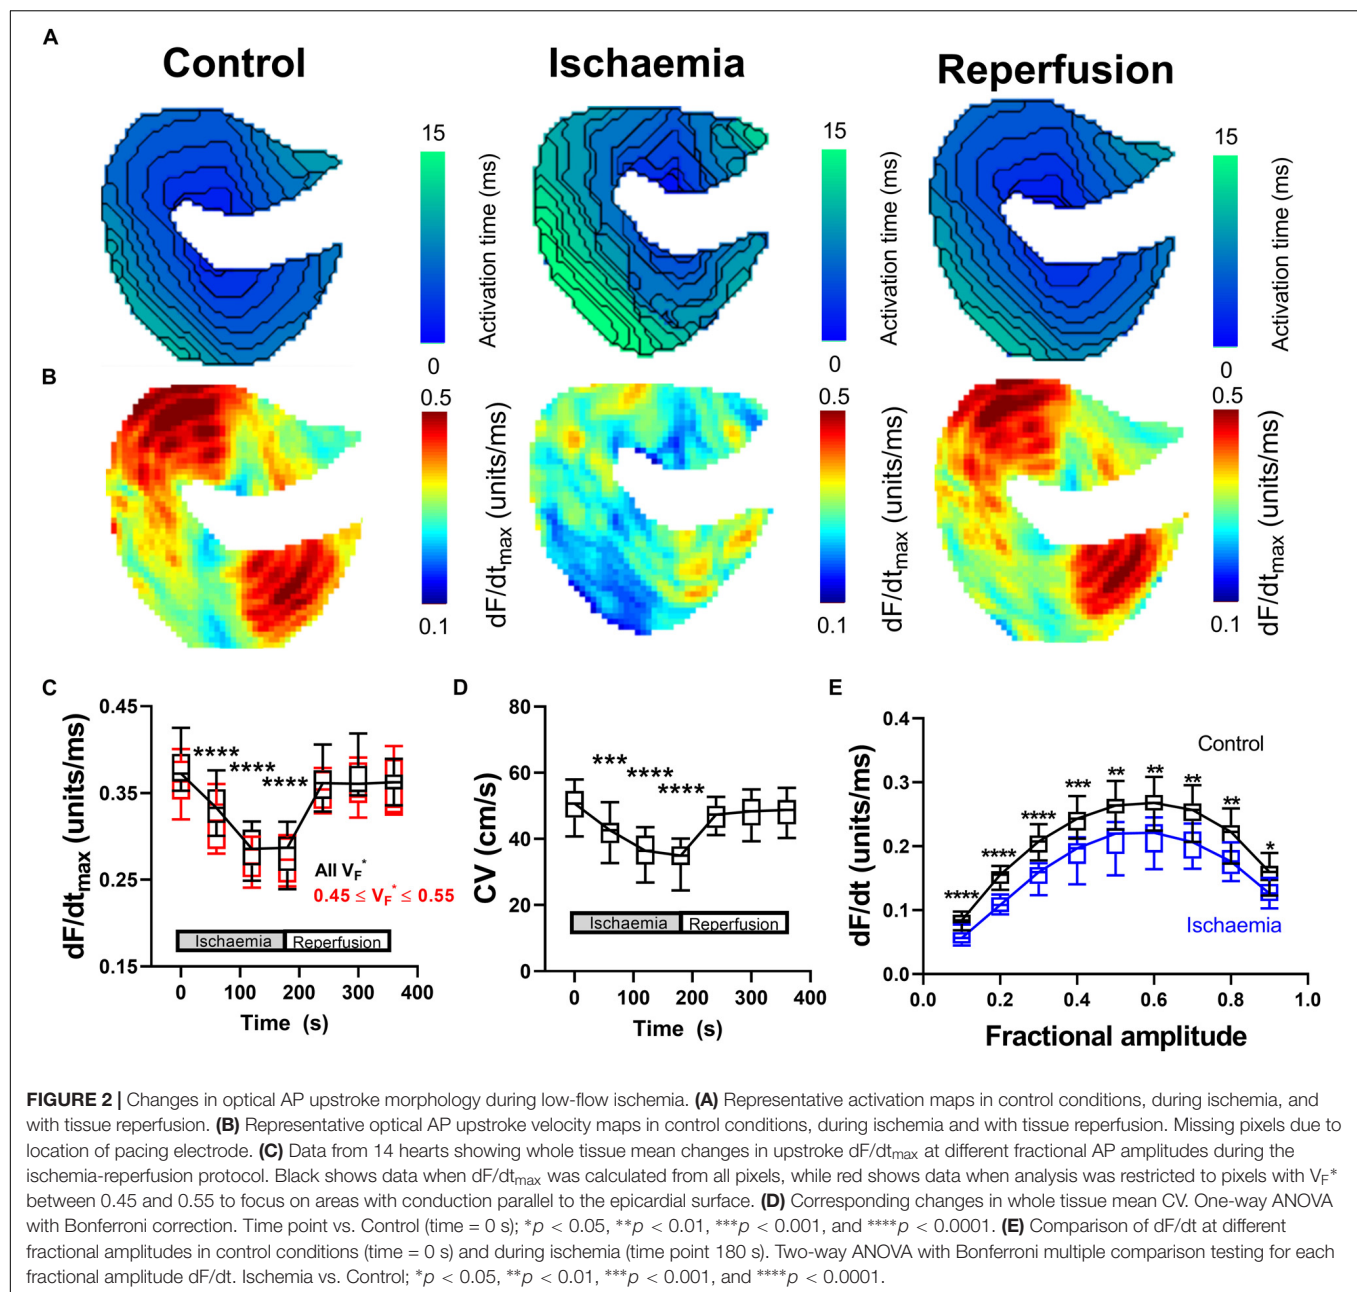 A
Control
Ischaemia
Reperfusion
15
Activation time (ms)
0
15
Activation time (ms)
0
15
Activation time (ms)
0
B
0.5
dF/dtmax (units/ms)
0.1
0.5
dF/dtmax (units/ms)
0.1
0.5
dF/dtmax (units/ms)
0.1
C
dF/dtmax (units/ms)
0.45
0.35
0.25
0.15
****
****
****
All VF*
0.45 ≤ VF* ≤ 0.55
Ischaemia
Reperfusion
0 100 200 300 400
Time (s)
D
CV (cm/s)
80
60
40
20
0
***
****
****
Ischaemia
Reperfusion
0 100 200 300 400
Time (s)
E
dF/dt (units/ms)
0.4
0.3
0.2
0.1
0.0
Control
****
****
****
***
**
**
**
**
*
Ischaemia
0.0 0.2 0.4 0.6 0.8 1.0
Fractional amplitude
FIGURE 2 | Changes in optical AP upstroke morphology during low-flow ischemia. (A) Representative activation maps in control conditions, during ischemia, and
with tissue reperfusion. (B) Representative optical AP upstroke velocity maps in control conditions, during ischemia and with tissue reperfusion. Missing pixels due to
location of pacing electrode. (C) Data from 14 hearts showing whole tissue mean changes in upstroke dF/dtmax at different fractional AP amplitudes during the
ischemia-reperfusion protocol. Black shows data when dF/dtmax was calculated from all pixels, while red shows data when analysis was restricted to pixels with VF*
between 0.45 and 0.55 to focus on areas with conduction parallel to the epicardial surface. (D) Corresponding changes in whole tissue mean CV. One-way ANOVA
with Bonferroni correction. Time point vs. Control (time = 0 s); *p < 0.05, **p < 0.01, ***p < 0.001, and ****p < 0.0001. (E) Comparison of dF/dt at different
fractional amplitudes in control conditions (time = 0 s) and during ischemia (time point 180 s). Two-way ANOVA with Bonferroni multiple comparison testing for each
fractional amplitude dF/dt. Ischemia vs. Control; *p < 0.05, **p < 0.01, ***p < 0.001, and ****p < 0.0001.